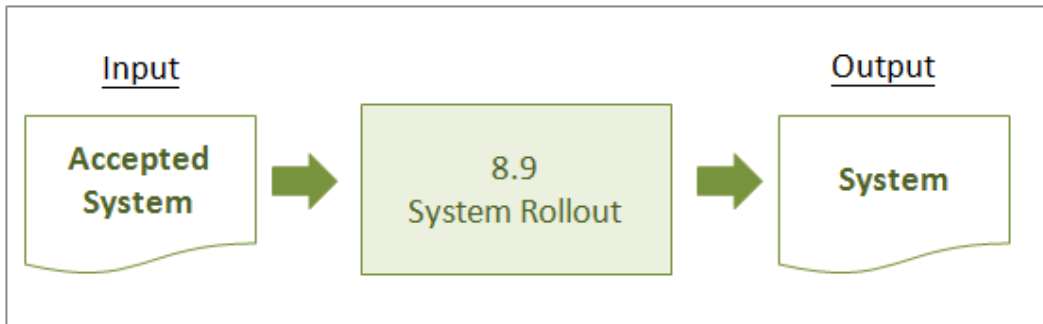 Input
Output
Accepted
System
8.9
System Rollout
System